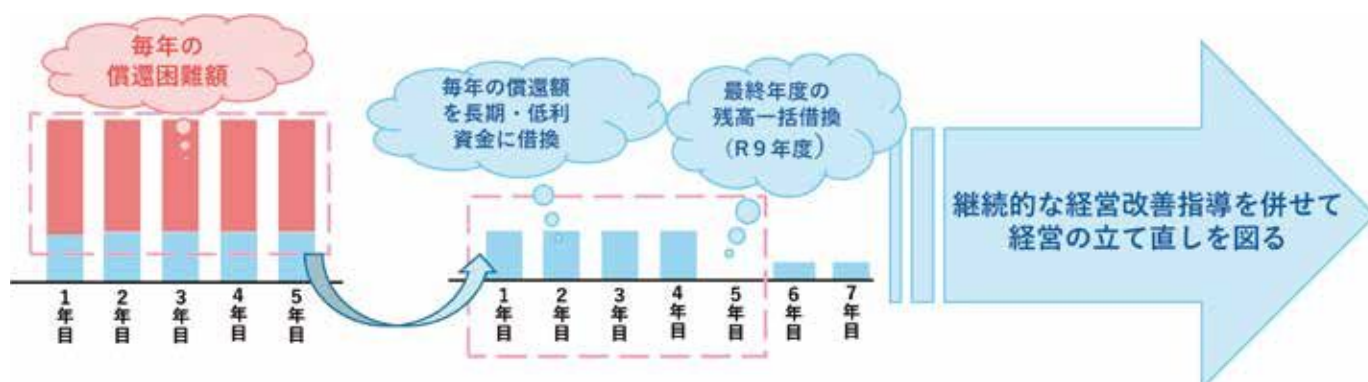 毎年の
償還困難額
毎年の償還額
を長期・低利
資金に借換
最終年度の
残高一括借換
(R9年度)
継続的な経営改善指導を併せて
経営の立て直しを図る
1年目
2年目
3年目
4年目
5年目
1年目
2年目
3年目
4年目
5年目
6年目
7年目